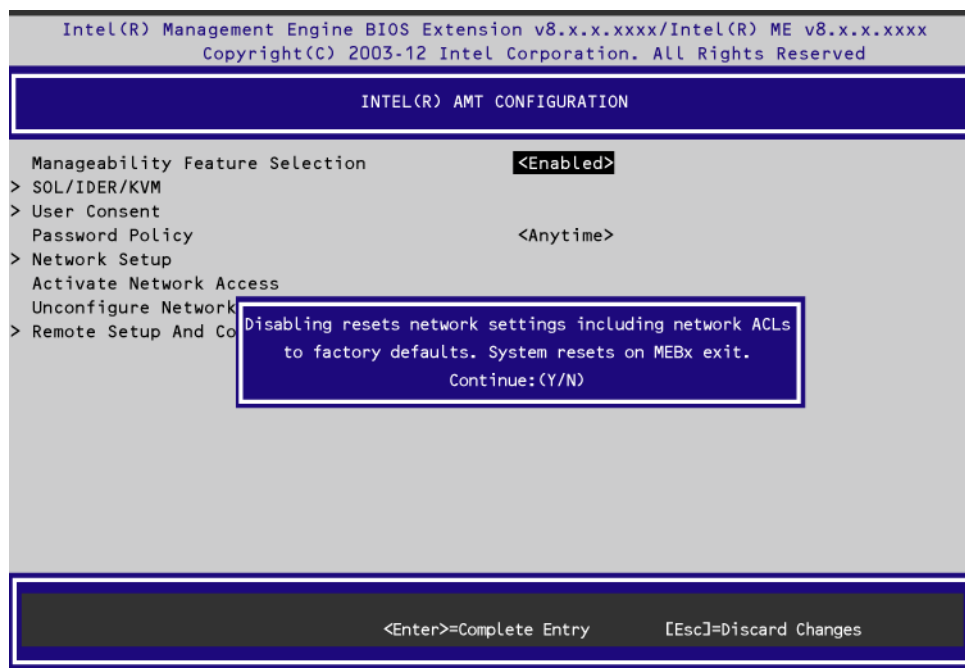 Intel(R) Management Engine BIOS Extension v8.x.x.xxxx/Intel(R) ME v8.x.x.xxxx
Copyright(C) 2003-12 Intel Corporation. All Rights Reserved
INTEL(R) AMT CONFIGURATION
Manageability Feature Selection <Enabled>
> SOL/IDER/KVM
> User Consent
Password Policy <Anytime>
> Network Setup
Activate Network Access
Unconfigure Network
> Remote Setup And Co
Disabling resets network settings including network ACLs
to factory defaults. System resets on MEBx exit.
Continue:(Y/N)
<Enter>=Complete Entry [Esc]=Discard Changes